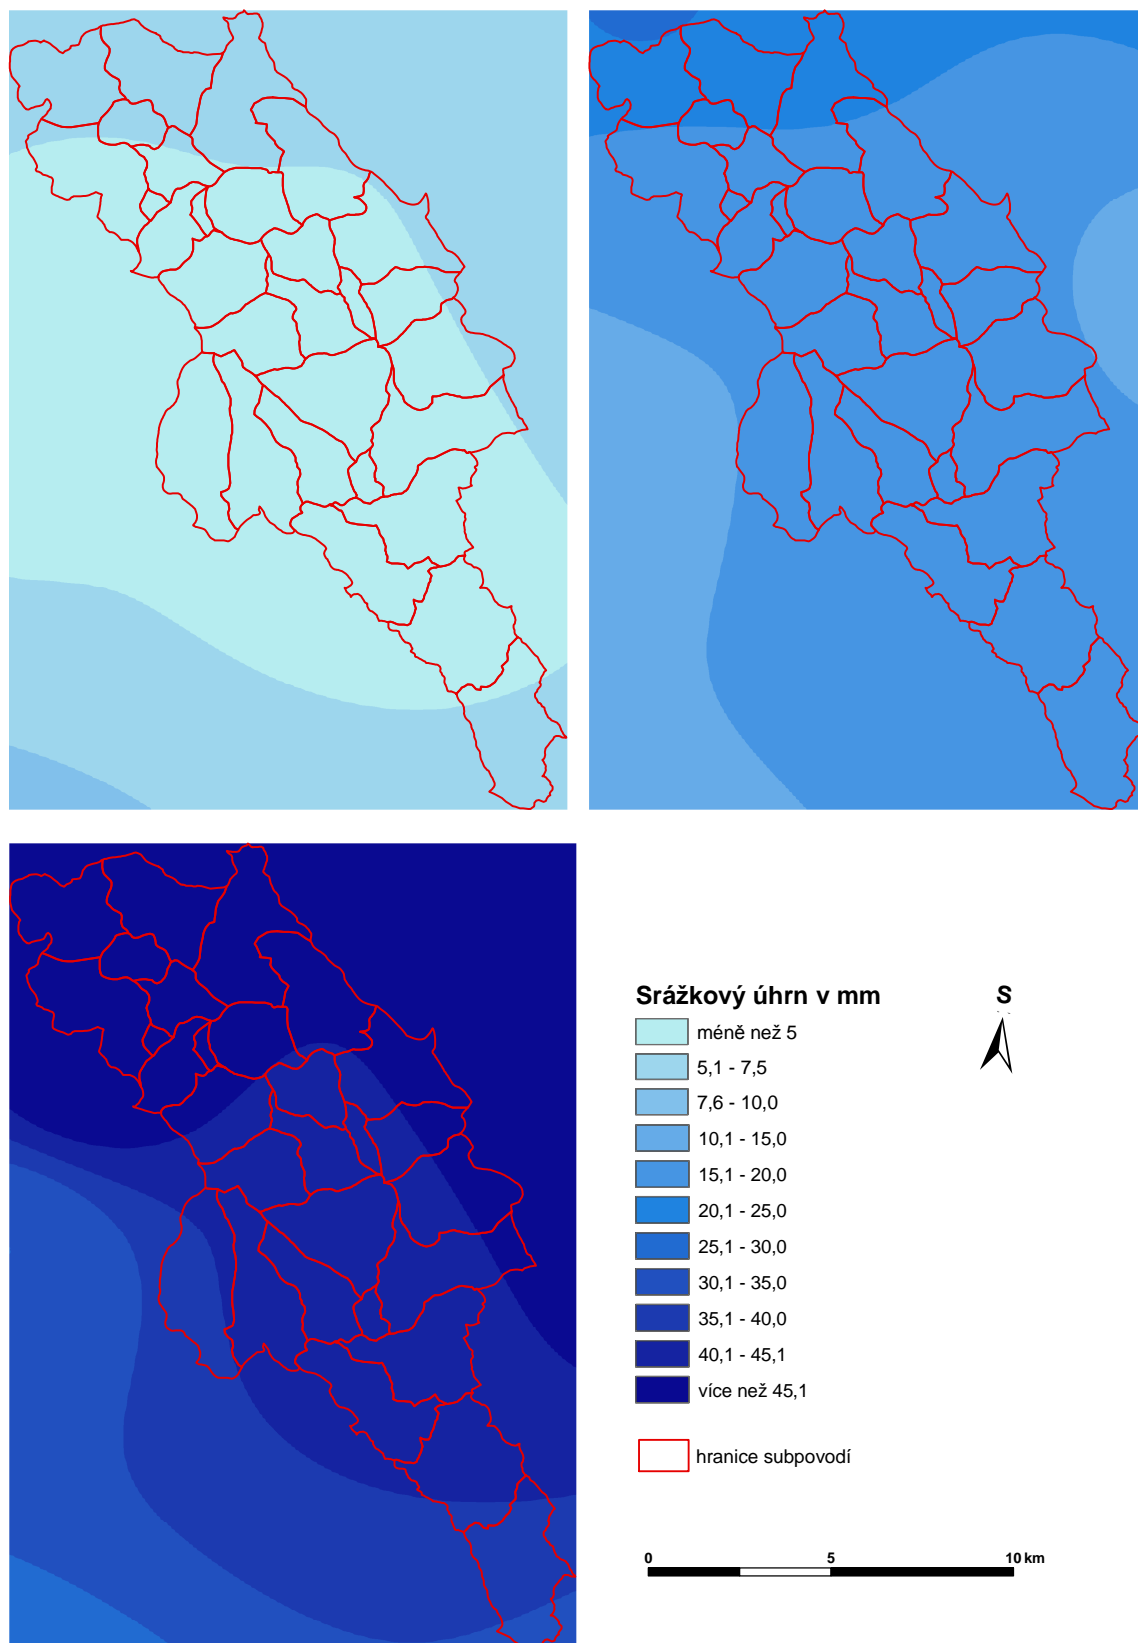 Srážkový úhrn v mm
S
méně než 5
5,1 - 7,5
7,6 - 10,0
10,1 - 15,0
15,1 - 20,0
20,1 - 25,0
25,1 - 30,0
30,1 - 35,0
35,1 - 40,0
40,1 - 45,1
více než 45,1
hranice subpovodí
0 5 10 km